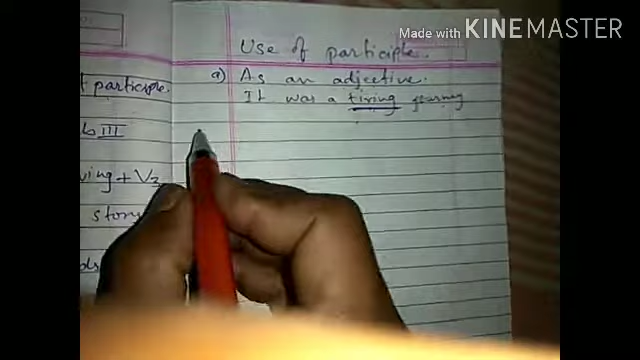 Made with KINEMASTER
Use of participle.
a) As an adjective.
It was a tiring journey
participle.
III
ving + V3
story